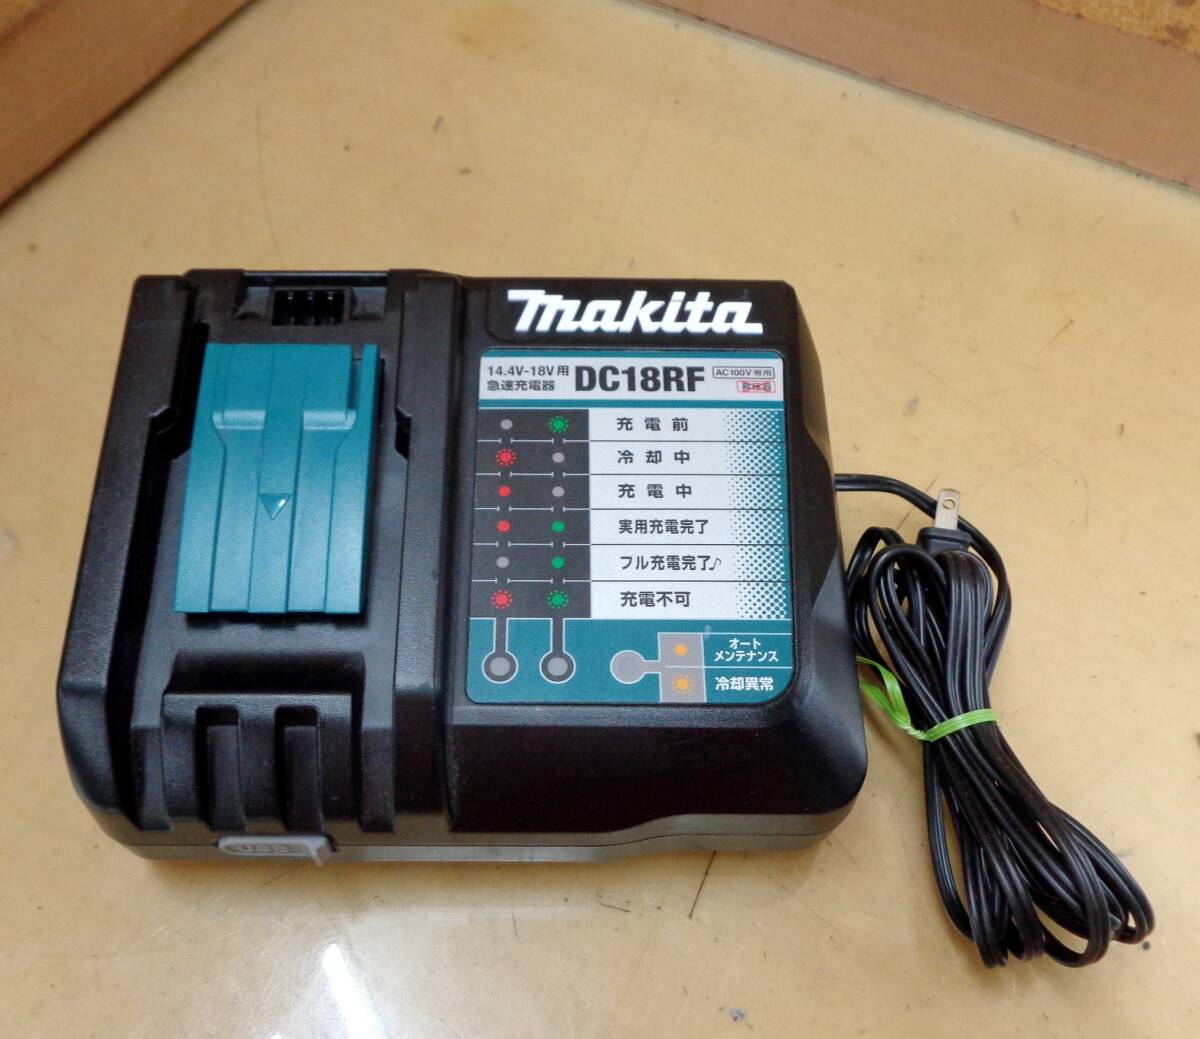 makita
14.4V-18V用
急速充電器
DC18RF
AC100V専用
充電前
冷却中
充電中
実用充電完了
フル充電完了♪
充電不可
オート
メンテナンス
冷却異常
USB